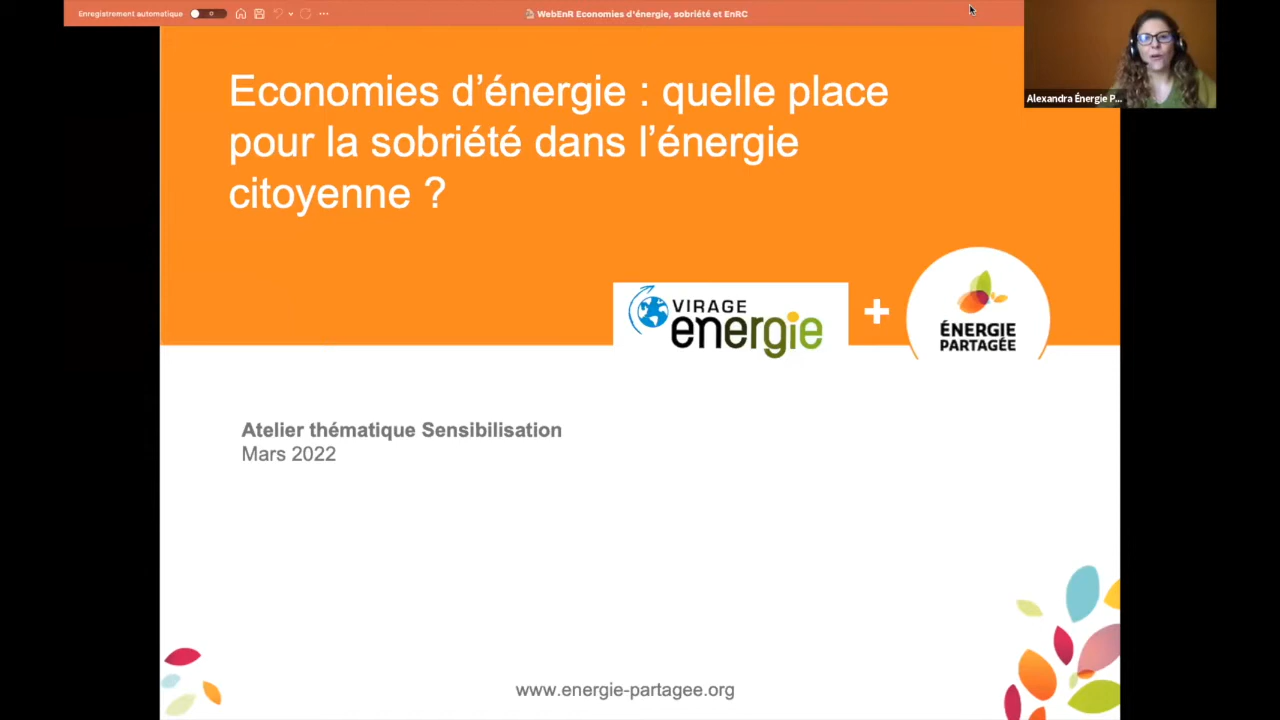 Enregistrement automatique
WebEnR Economies d'énergie, sobriété et EnRC
Alexandra Énergie P...
Economies d'énergie : quelle place
pour la sobriété dans l'énergie
citoyenne ?
VIRAGE
energie
+
ÉNERGIE
PARTAGÉE
Atelier thématique Sensibilisation
Mars 2022
www.energie-partagee.org